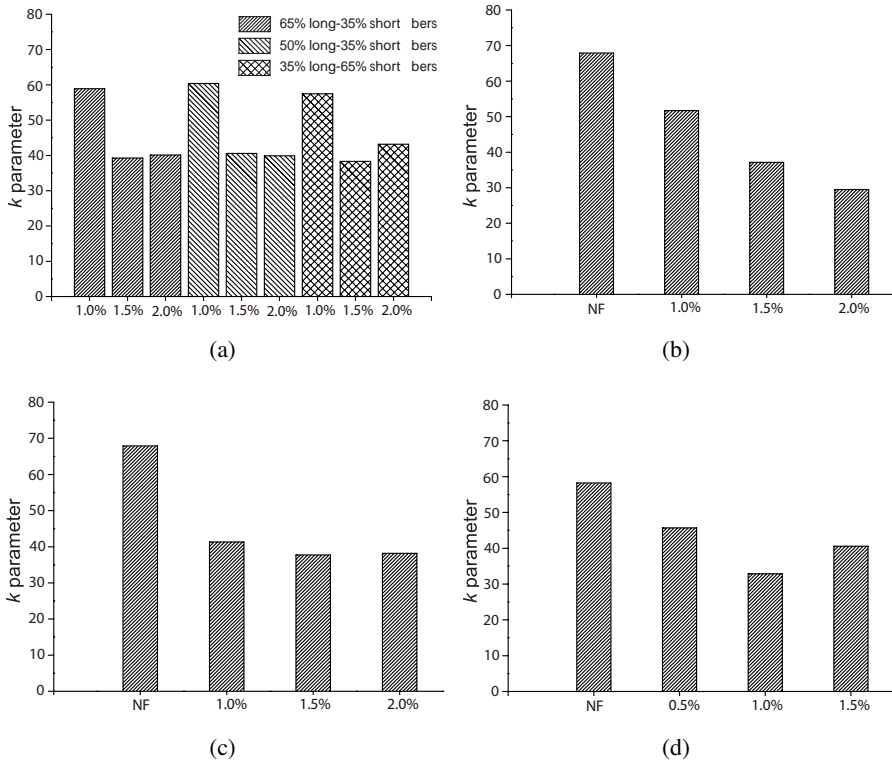 65% long-35% short bers
50% long-35% short bers
35% long-65% short bers
80
70
60
50
40
30
20
10
0
k parameter
1.0% 1.5% 2.0% 1.0% 1.5% 2.0% 1.0% 1.5% 2.0%
(a)
80
70
60
50
40
30
20
10
0
k parameter
NF 1.0% 1.5% 2.0%
(b)
80
70
60
50
40
30
20
10
0
k parameter
NF 1.0% 1.5% 2.0%
(c)
80
70
60
50
40
30
20
10
0
k parameter
NF 0.5% 1.0% 1.5%
(d)